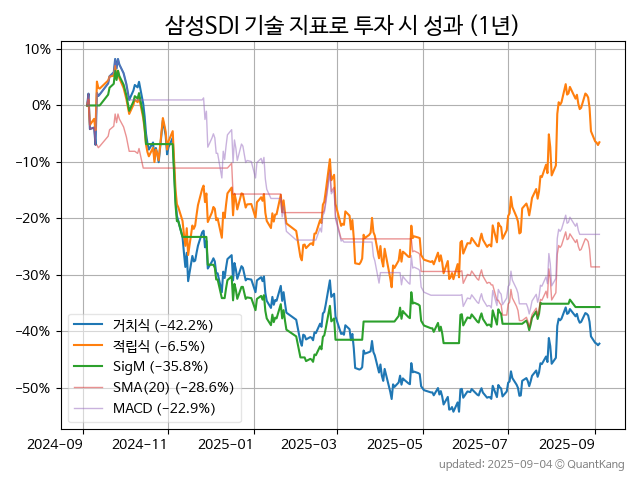 삼성SDI 기술 지표로 투자 시 성과 (1년)
10%
0%
−10%
−20%
−30%
−40%
−50%
거치식 (−42.2%)
적립식 (−6.5%)
SigM (−35.8%)
SMA(20) (−28.6%)
MACD (−22.9%)
2024-09 2024-11 2025-01 2025-03 2025-05 2025-07 2025-09
updated: 2025-09-04 © QuantKang